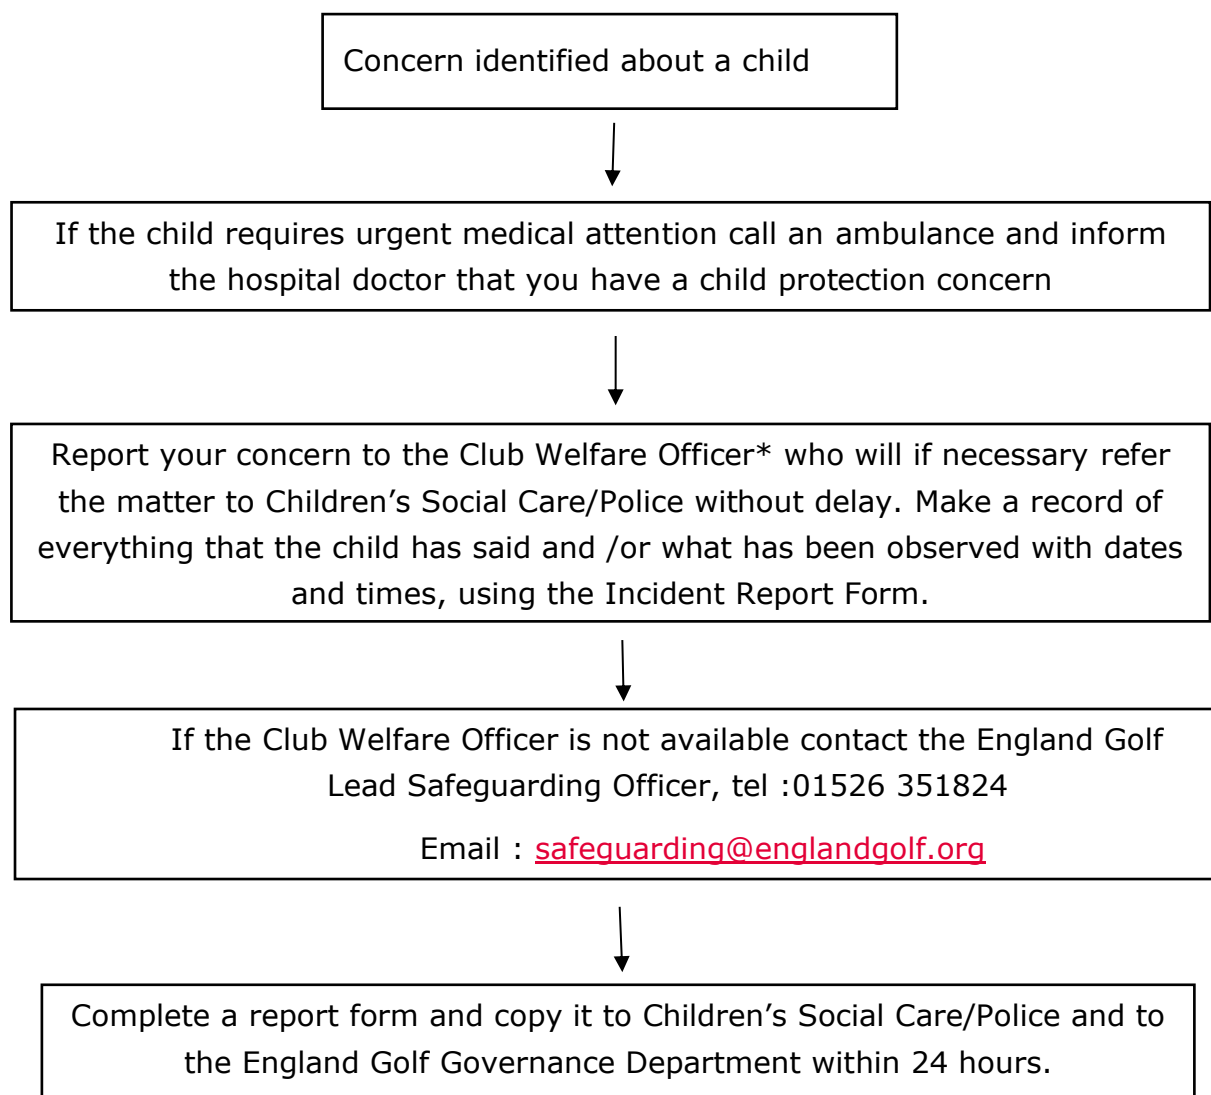 Concern identified about a child
If the child requires urgent medical attention call an ambulance and inform
the hospital doctor that you have a child protection concern
Report your concern to the Club Welfare Officer* who will if necessary refer
the matter to Children’s Social Care/Police without delay. Make a record of
everything that the child has said and /or what has been observed with dates
and times, using the Incident Report Form.
If the Club Welfare Officer is not available contact the England Golf
Lead Safeguarding Officer, tel :01526 351824
Email : safeguarding@englandgolf.org
Complete a report form and copy it to Children’s Social Care/Police and to
the England Golf Governance Department within 24 hours.